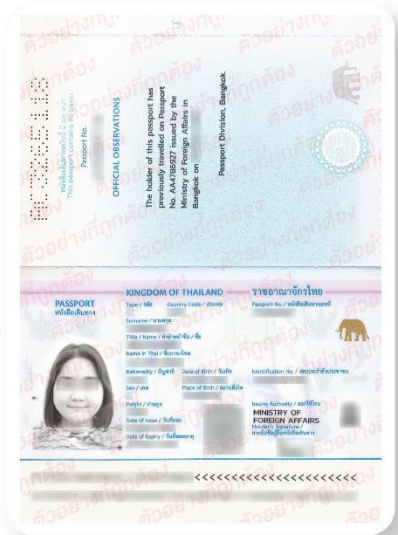 This passport contains 50 pages
Passport No.
OFFICIAL OBSERVATIONS
The holder of this passport has
previously travelled on Passport
No. AA4786927 issued by the
Ministry of Foreign Affairs in
Bangkok on
Passport Division, Bangkok.
KINGDOM OF THAILAND ราชอาณาจักรไทย
PASSPORT
หนังสือเดินทาง
Type / ชนิด Country Code / ประเทศ Passport No. / หนังสือเดินทางเลขที่
Surname / นามสกุล
Title / Name / คำนำหน้าชื่อ / ชื่อ
Name in Thai / ชื่อภาษาไทย
Nationality / สัญชาติ Date of Birth / วันเกิด Identification No. / เลขประจำตัวประชาชน
Sex / เพศ Place of Birth / สถานที่เกิด
Height / ส่วนสูง Issuing Authority / ออกให้โดย
MINISTRY OF
FOREIGN AFFAIRS
Date of Issue / วันที่ออก Holder's Signature /
ลายมือชื่อผู้ถือหนังสือเดินทาง
Date of Expiry / วันที่หมดอายุ
<<<<<<<<<<<<<<<<<<<<<<<
ตัวอย่างที่ถูกต้อง